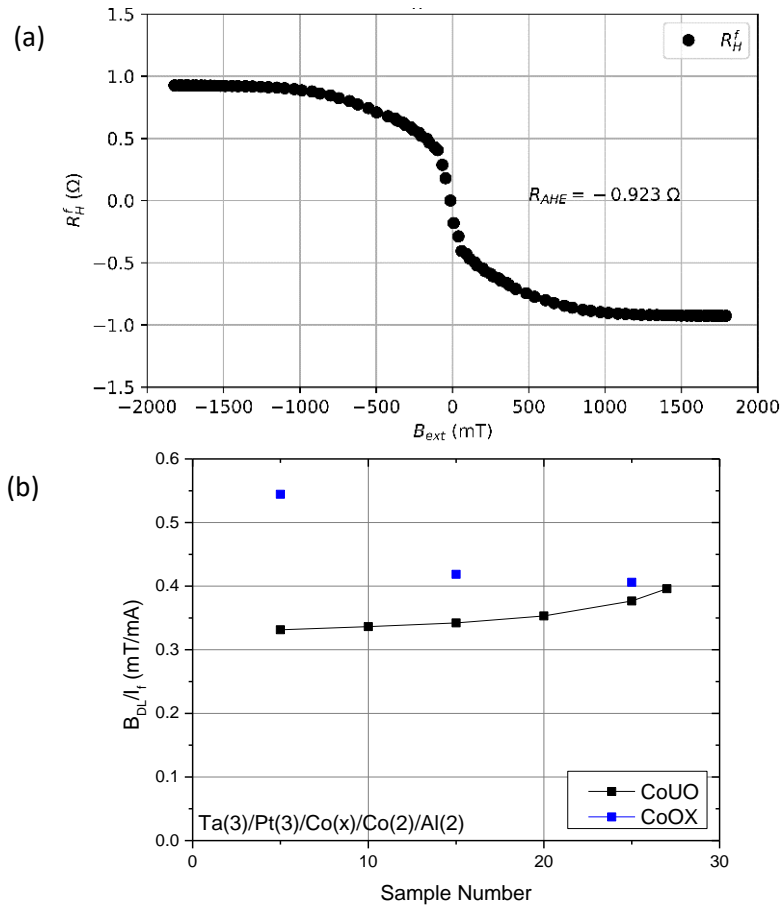 (a)
R_H^f
1.5
1.0
0.5
0.0
−0.5
−1.0
−1.5
R_H^f (Ω)
R_AHE = −0.923 Ω
−2000 −1500 −1000 −500 0 500 1000 1500 2000
B_ext (mT)
(b)
0.6
0.5
0.4
0.3
0.2
0.1
0.0
B_DL/I_f (mT/mA)
CoUO
CoOX
Ta(3)/Pt(3)/Co(x)/Co(2)/Al(2)
0 10 20 30
Sample Number